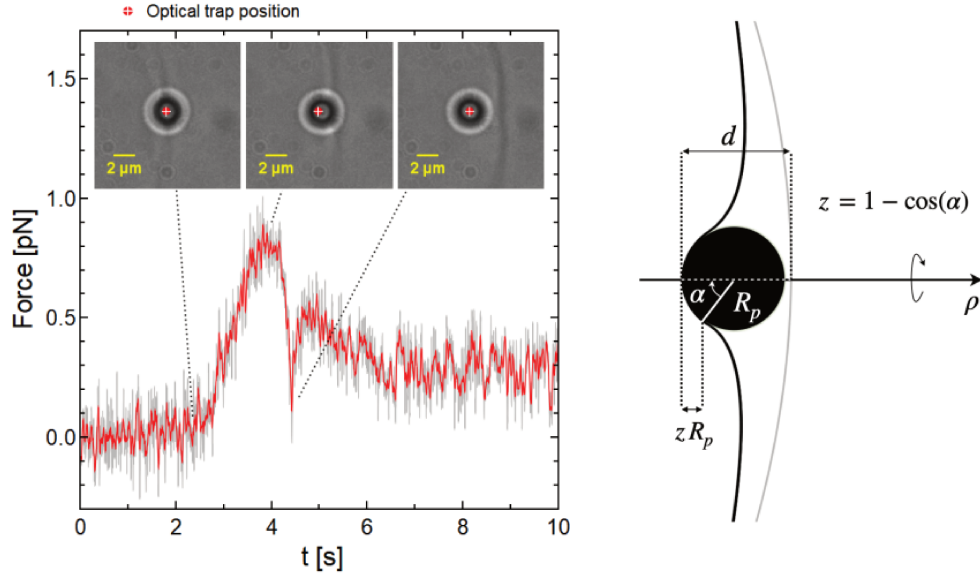 Optical trap position
Force [pN]
1.5
1.0
0.5
0.0
2 μm
2 μm
2 μm
0 2 4 6 8 10
t [s]
d
z = 1 − cos(α)
α
R_p
ρ
z R_p